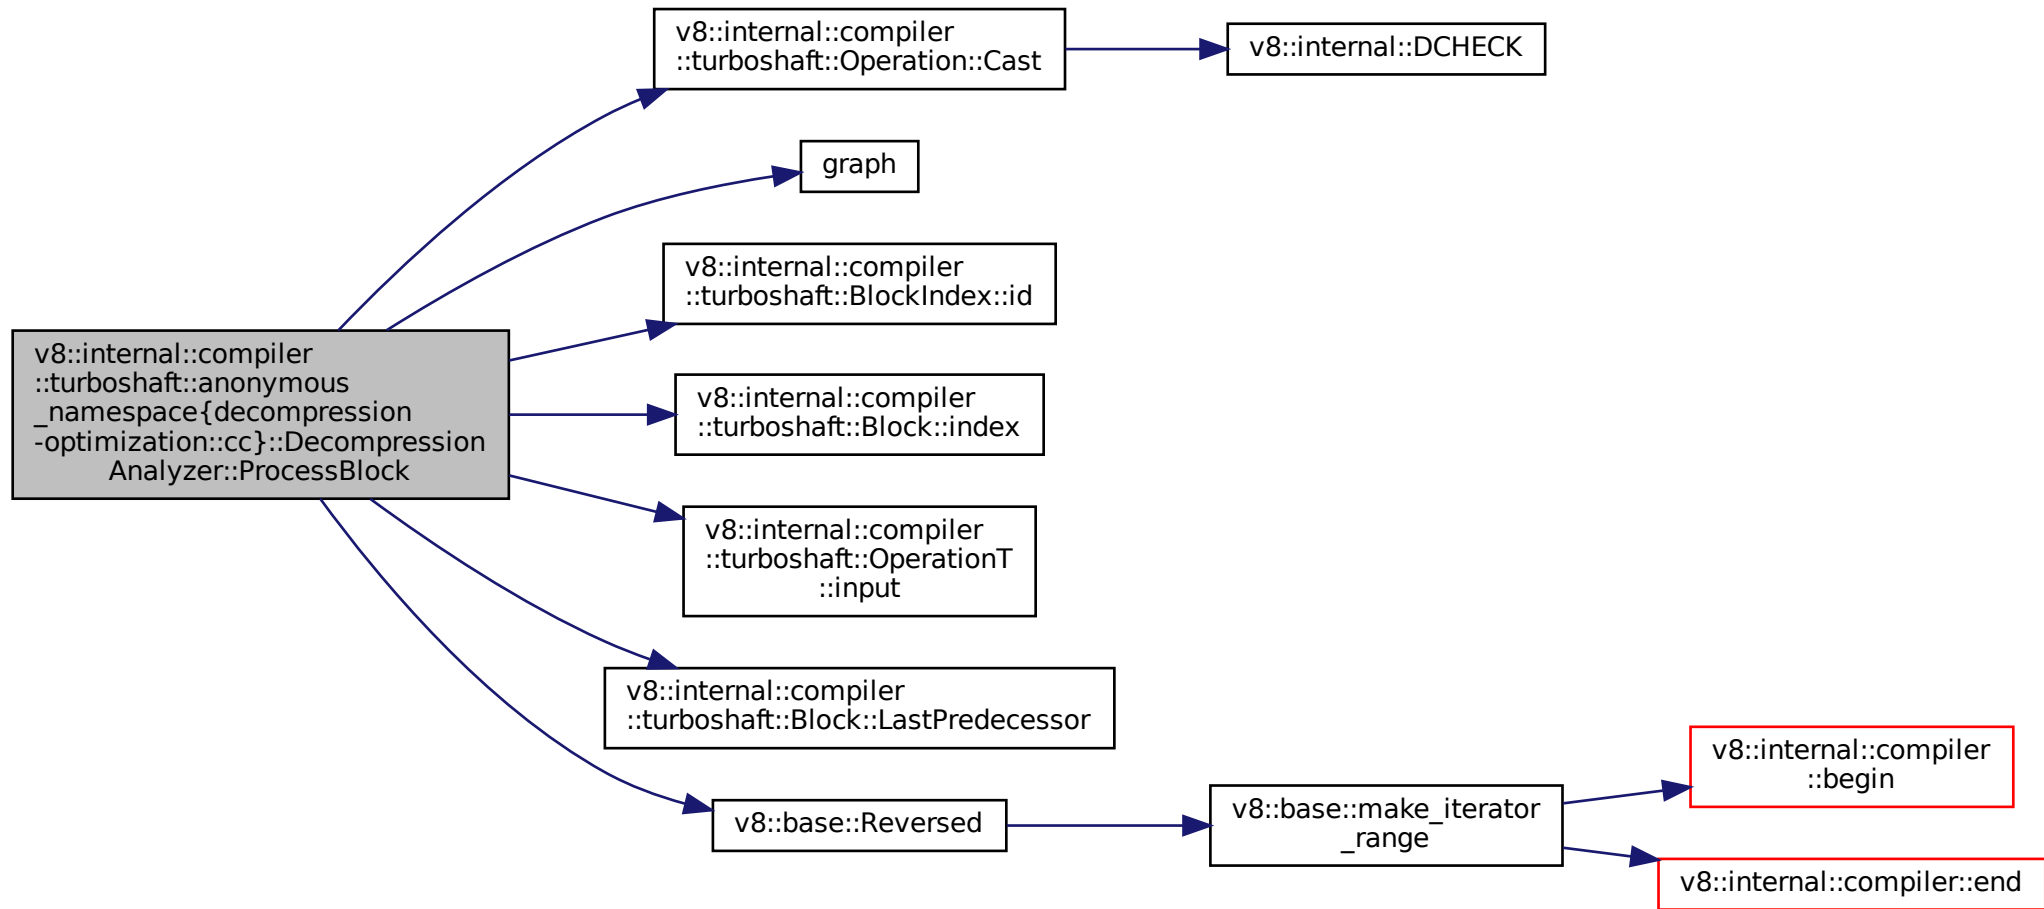 v8::internal::compiler
::turboshaft::Operation::Cast
v8::internal::DCHECK
graph
v8::internal::compiler
::turboshaft::BlockIndex::id
v8::internal::compiler
::turboshaft::anonymous
_namespace{decompression
-optimization::cc}::Decompression
Analyzer::ProcessBlock
v8::internal::compiler
::turboshaft::Block::index
v8::internal::compiler
::turboshaft::OperationT
::input
v8::internal::compiler
::turboshaft::Block::LastPredecessor
v8::base::Reversed
v8::base::make_iterator
_range
v8::internal::compiler
::begin
v8::internal::compiler::end